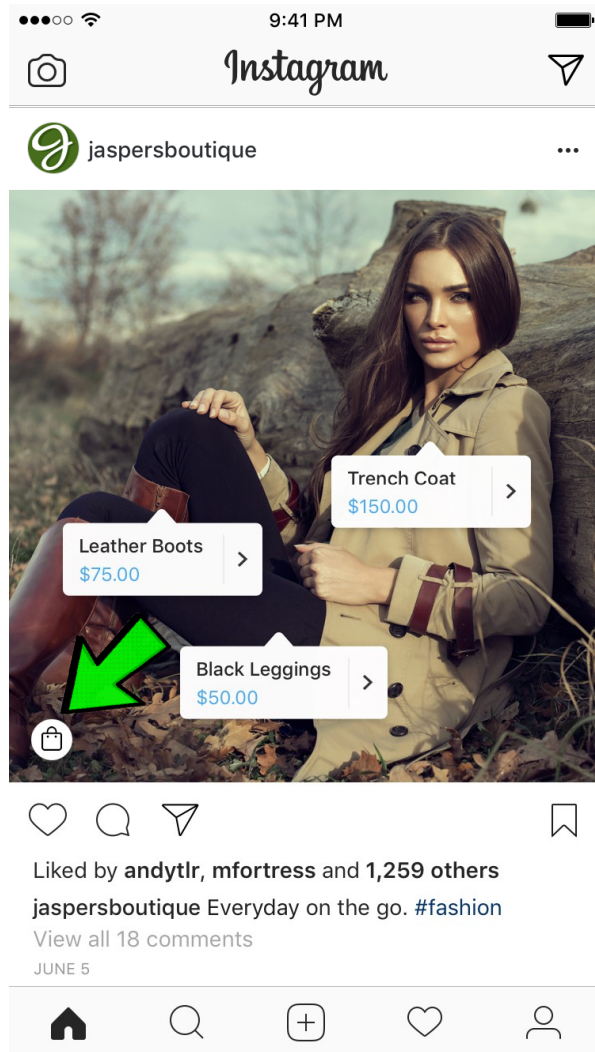 9:41 PM
Instagram
jaspersboutique
Trench Coat
$150.00
Leather Boots
$75.00
Black Leggings
$50.00
Liked by andytlr, mfortress and 1,259 others
jaspersboutique Everyday on the go. #fashion
View all 18 comments
JUNE 5